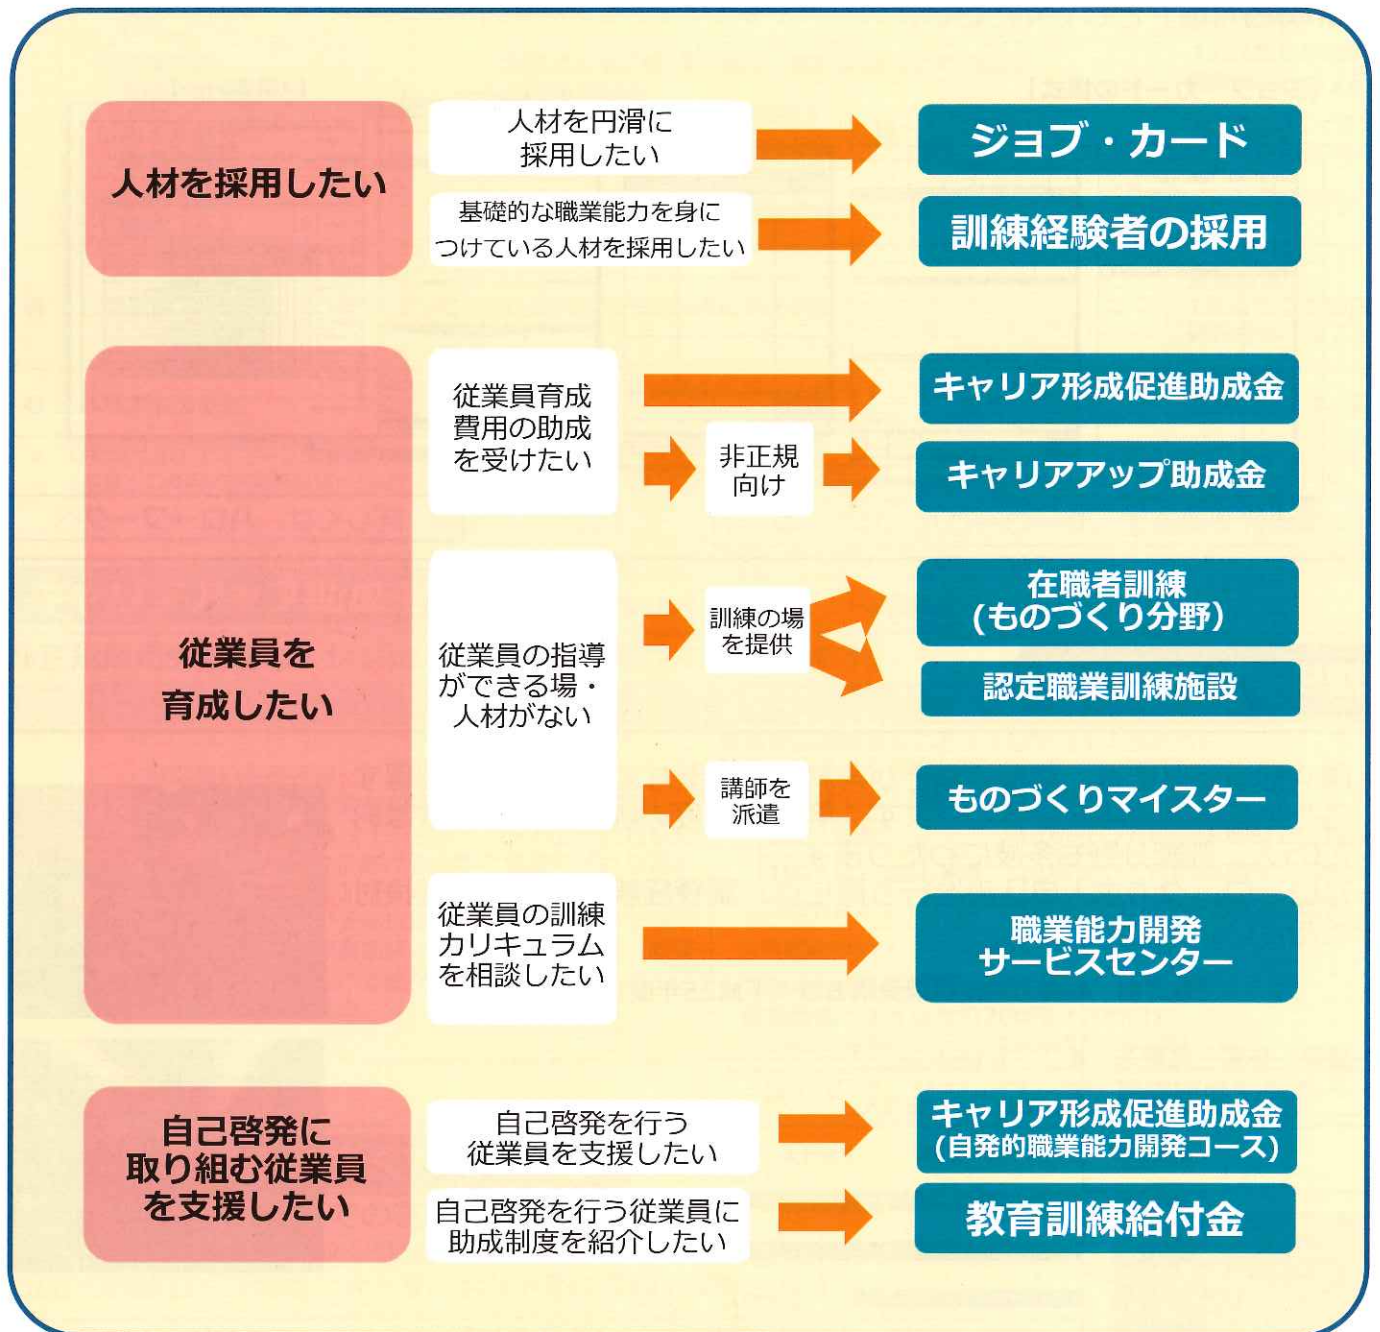 人材を採用したい
人材を円滑に
採用したい
ジョブ・カード
基礎的な職業能力を身に
つけている人材を採用したい
訓練経験者の採用
従業員を
育成したい
従業員育成
費用の助成
を受けたい
キャリア形成促進助成金
非正規
向け
キャリアアップ助成金
従業員の指導
ができる場・
人材がない
訓練の場
を提供
在職者訓練
(ものづくり分野)
認定職業訓練施設
講師を
派遣
ものづくりマイスター
従業員の訓練
カリキュラム
を相談したい
職業能力開発
サービスセンター
自己啓発に
取り組む従業員
を支援したい
自己啓発を行う
従業員を支援したい
キャリア形成促進助成金
(自発的職業能力開発コース)
自己啓発を行う従業員に
助成制度を紹介したい
教育訓練給付金